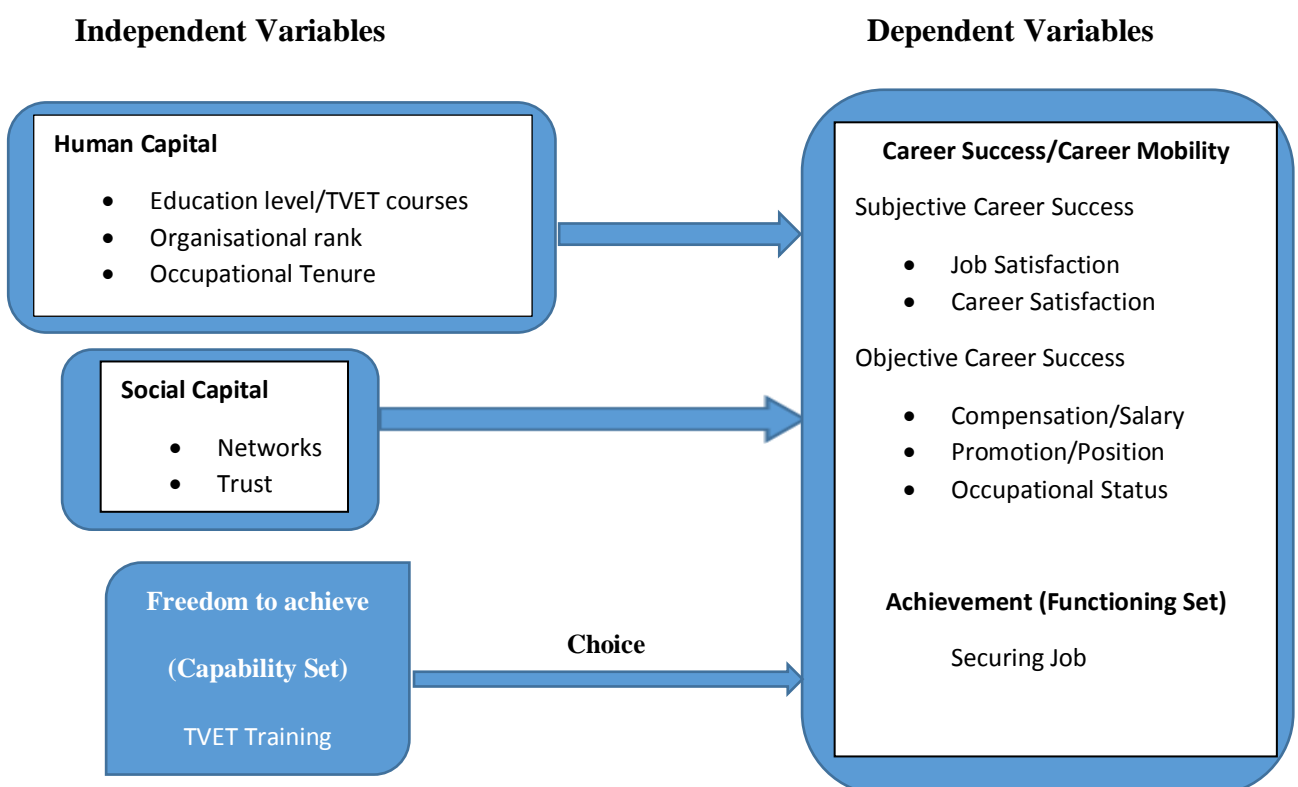 Independent Variables
Dependent Variables
Human Capital
• Education level/TVET courses
• Organisational rank
• Occupational Tenure
Social Capital
• Networks
• Trust
Freedom to achieve
(Capability Set)
TVET Training
Choice
Career Success/Career Mobility
Subjective Career Success
• Job Satisfaction
• Career Satisfaction
Objective Career Success
• Compensation/Salary
• Promotion/Position
• Occupational Status
Achievement (Functioning Set)
Securing Job